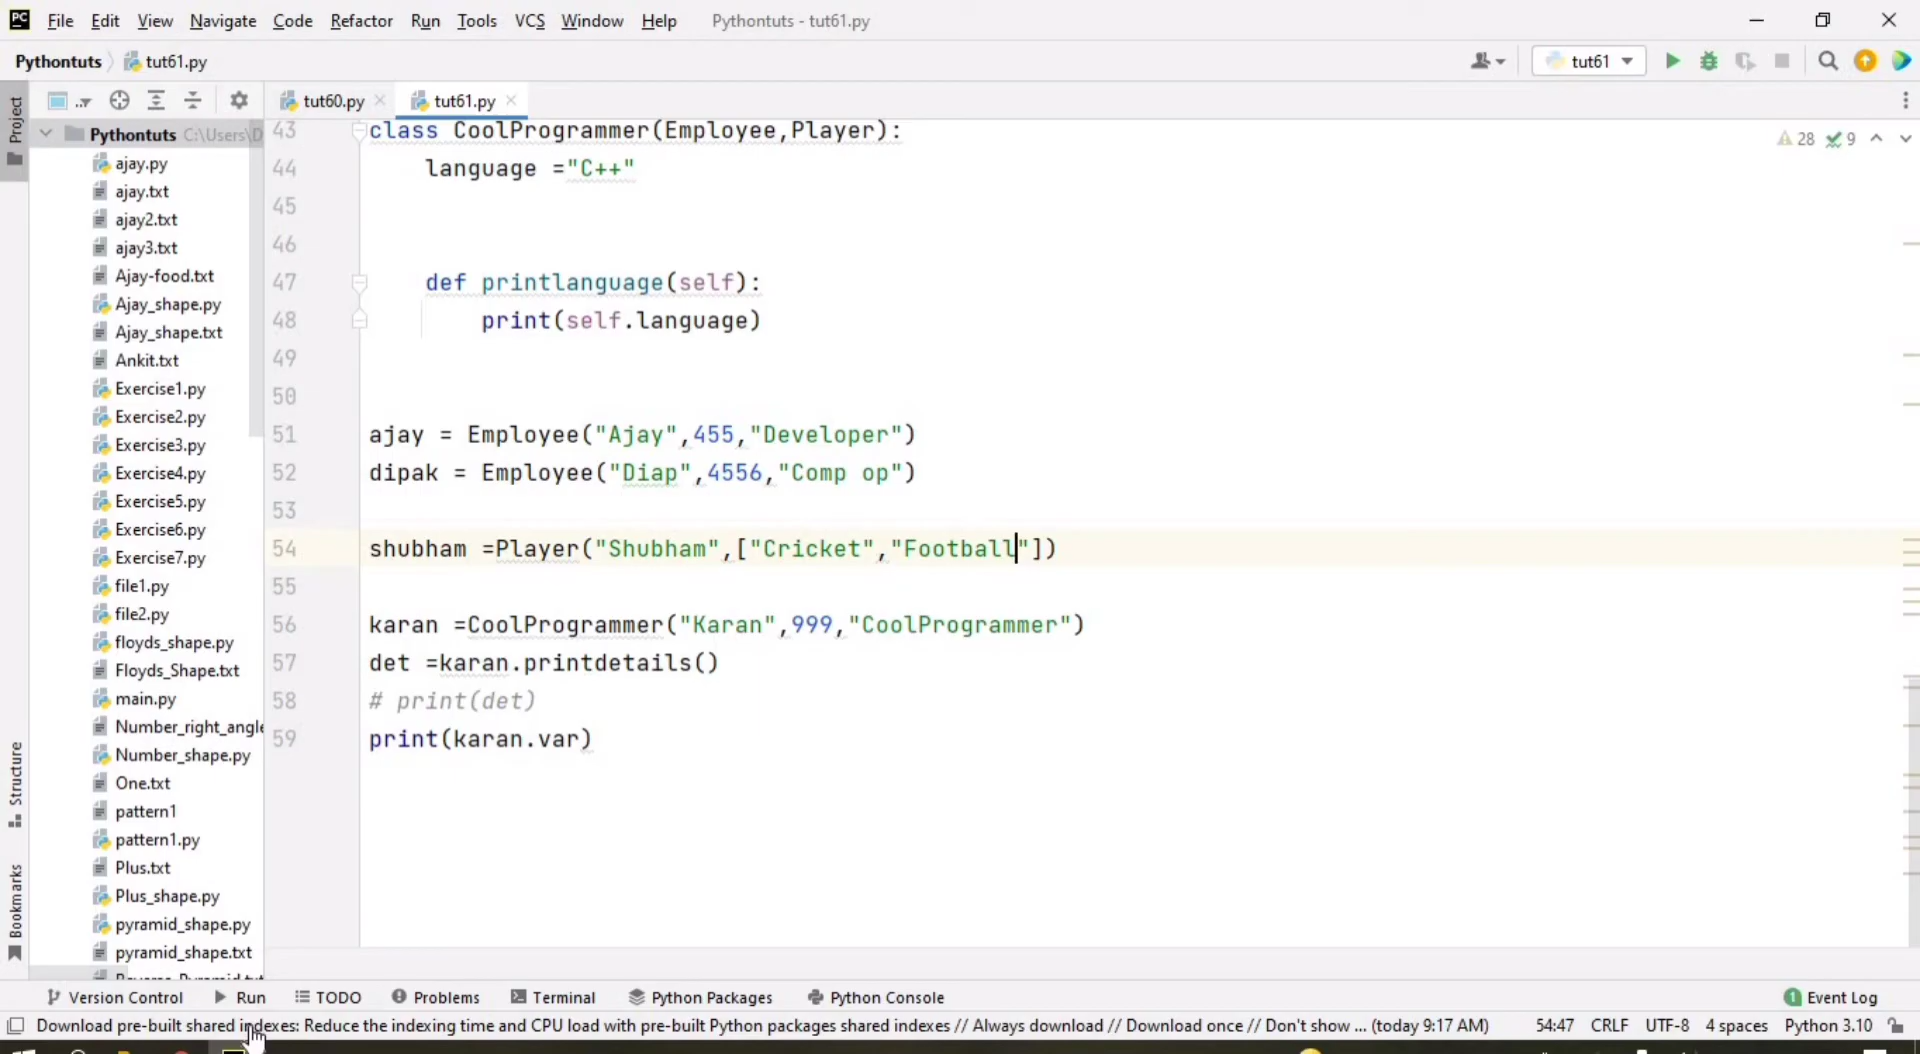 PC File Edit View Navigate Code Refactor Run Tools VCS Window Help Pythontuts - tut61.py
Pythontuts tut61.py tut61
tut60.py tut61.py
Project
Structure
Bookmarks
Pythontuts C:\Users\D
ajay.py
ajay.txt
ajay2.txt
ajay3.txt
Ajay-food.txt
Ajay_shape.py
Ajay_shape.txt
Ankit.txt
Exercise1.py
Exercise2.py
Exercise3.py
Exercise4.py
Exercise5.py
Exercise6.py
Exercise7.py
file1.py
file2.py
floyds_shape.py
Floyds_Shape.txt
main.py
Number_right_angle
Number_shape.py
One.txt
pattern1
pattern1.py
Plus.txt
Plus_shape.py
pyramid_shape.py
pyramid_shape.txt
43 class CoolProgrammer(Employee,Player):
28 9
44 language ="C++"
45
46
47 def printlanguage(self):
48 print(self.language)
49
50
51 ajay = Employee("Ajay",455,"Developer")
52 dipak = Employee("Diap",4556,"Comp op")
53
54 shubham =Player("Shubham",["Cricket","Football"])
55
56 karan =CoolProgrammer("Karan",999,"CoolProgrammer")
57 det =karan.printdetails()
58 # print(det)
59 print(karan.var)
Version Control Run TODO Problems Terminal Python Packages Python Console 1 Event Log
Download pre-built shared indexes: Reduce the indexing time and CPU load with pre-built Python packages shared indexes // Always download // Download once // Don't show ... (today 9:17 AM) 54:47 CRLF UTF-8 4 spaces Python 3.10